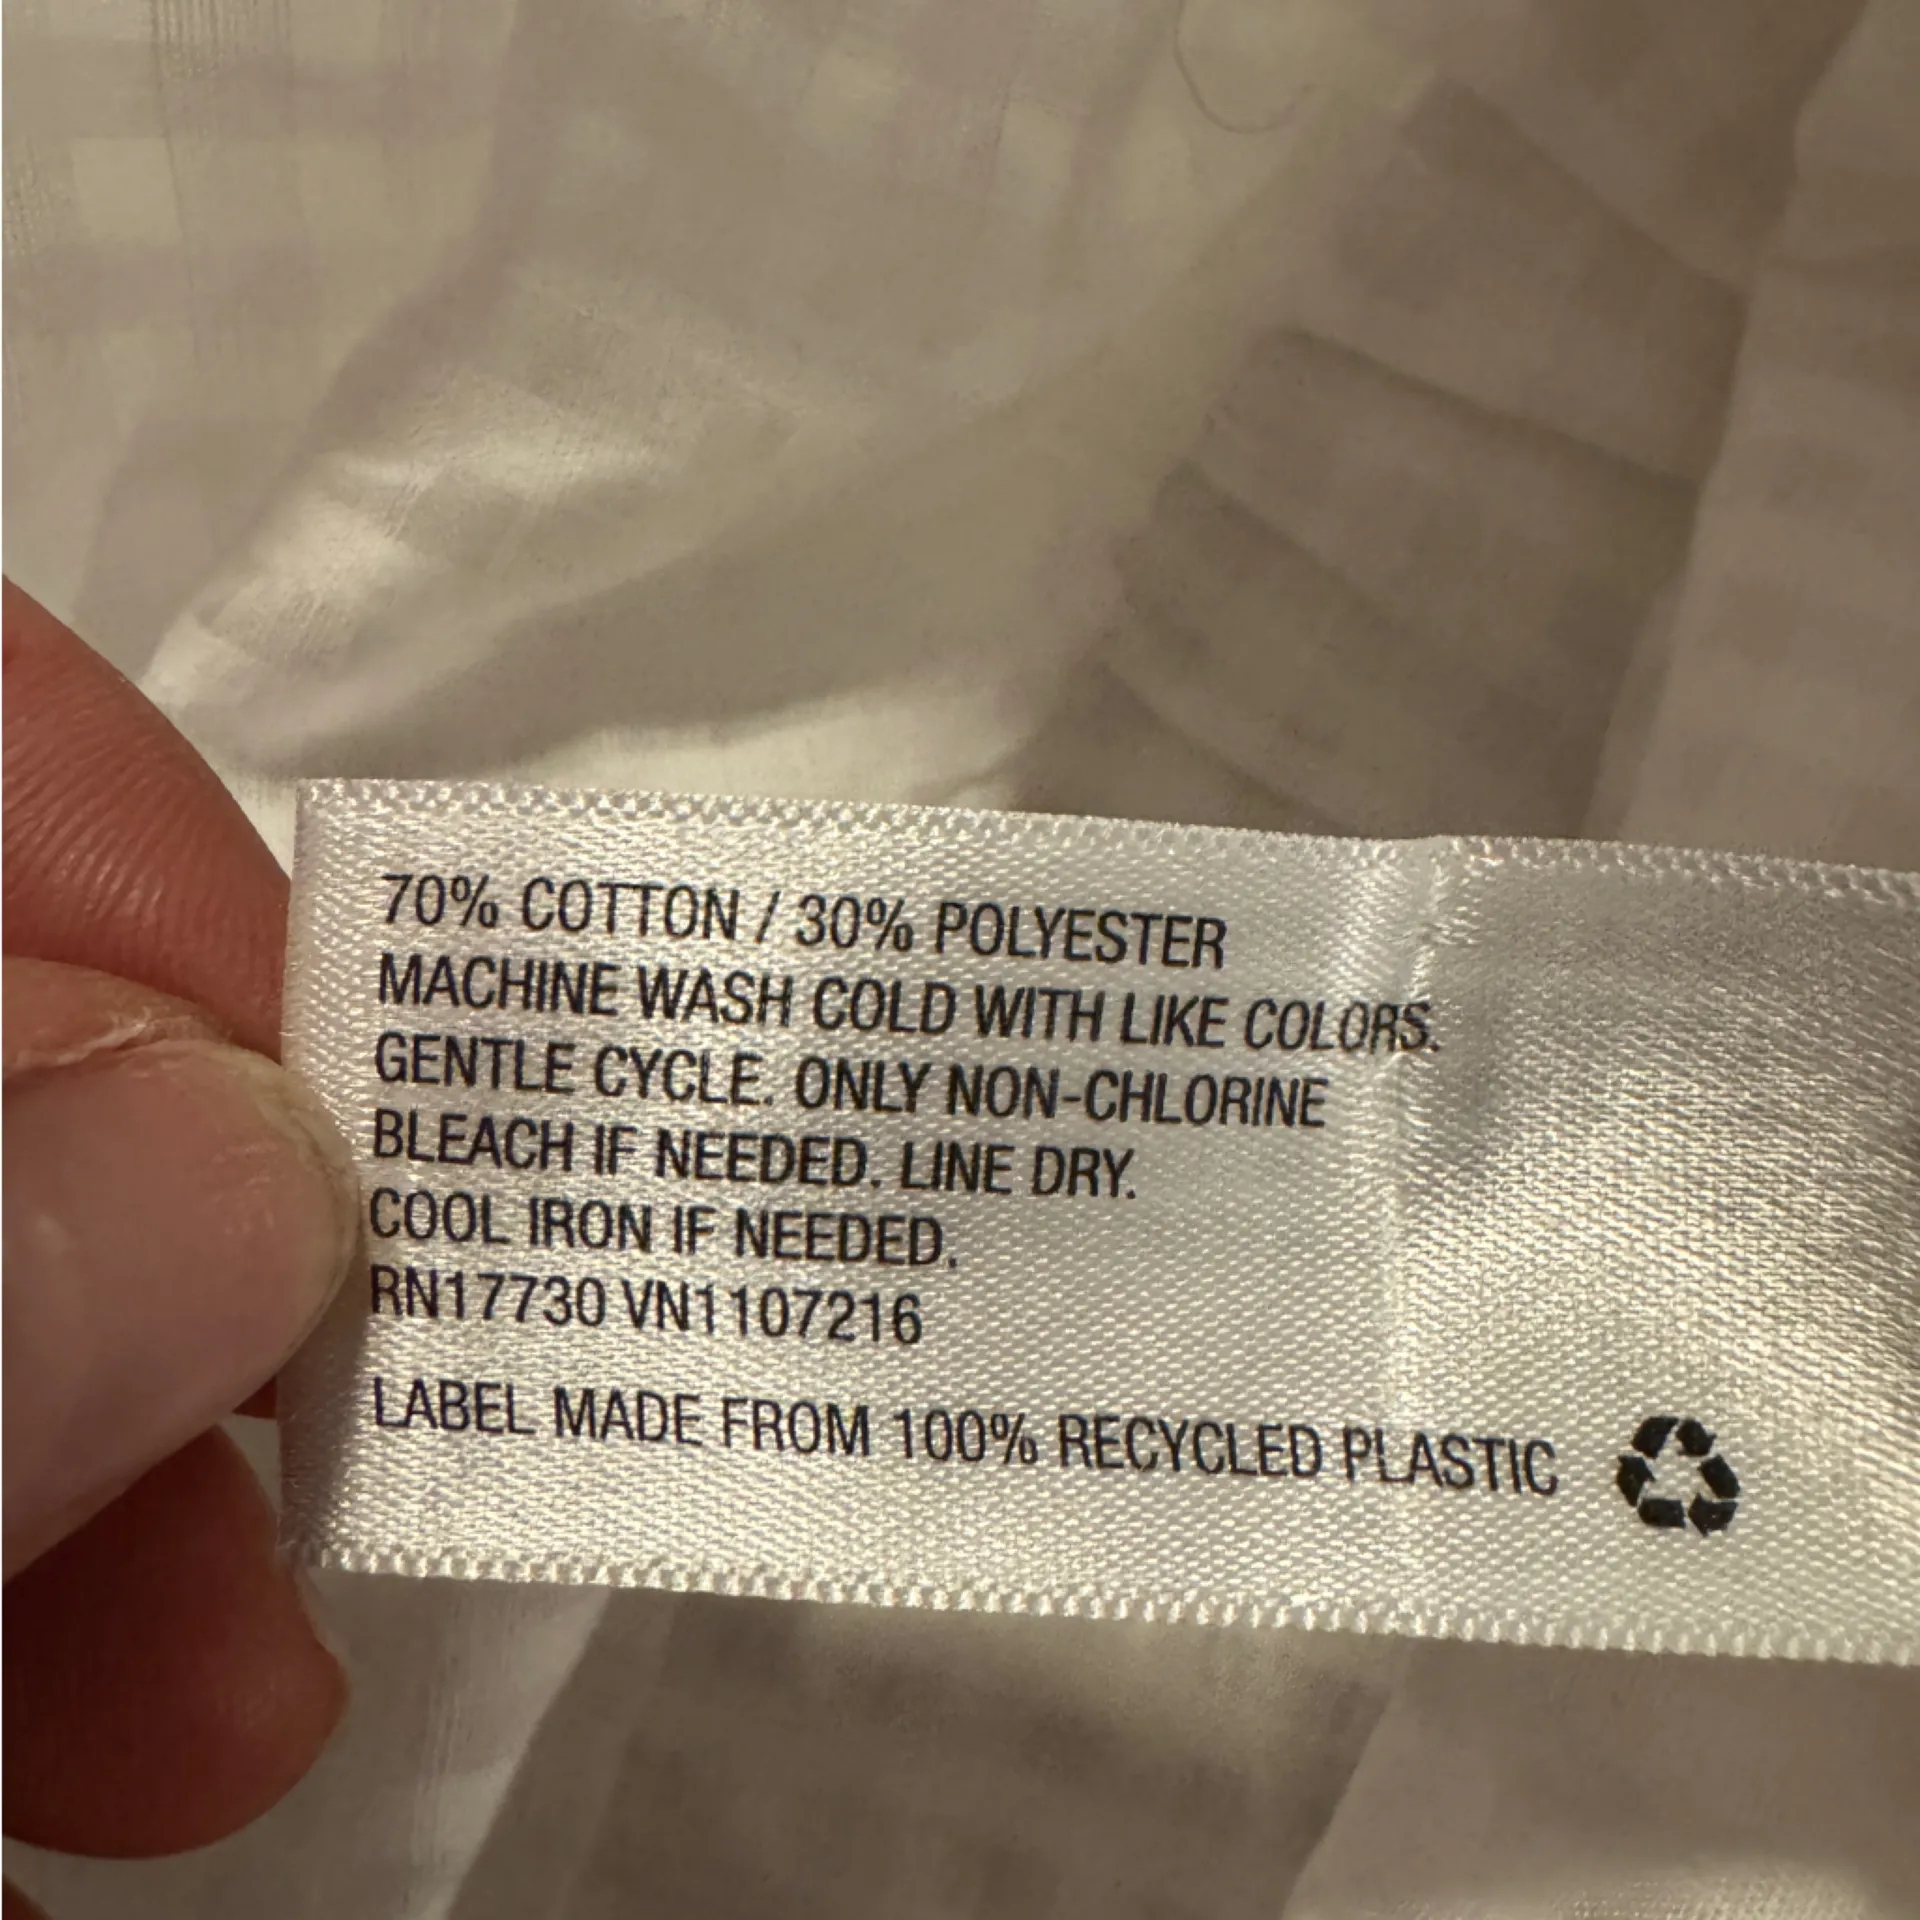 70% COTTON / 30% POLYESTER
MACHINE WASH COLD WITH LIKE COLORS.
GENTLE CYCLE. ONLY NON-CHLORINE
BLEACH IF NEEDED. LINE DRY.
COOL IRON IF NEEDED.
RN17730 VN1107216
LABEL MADE FROM 100% RECYCLED PLASTIC